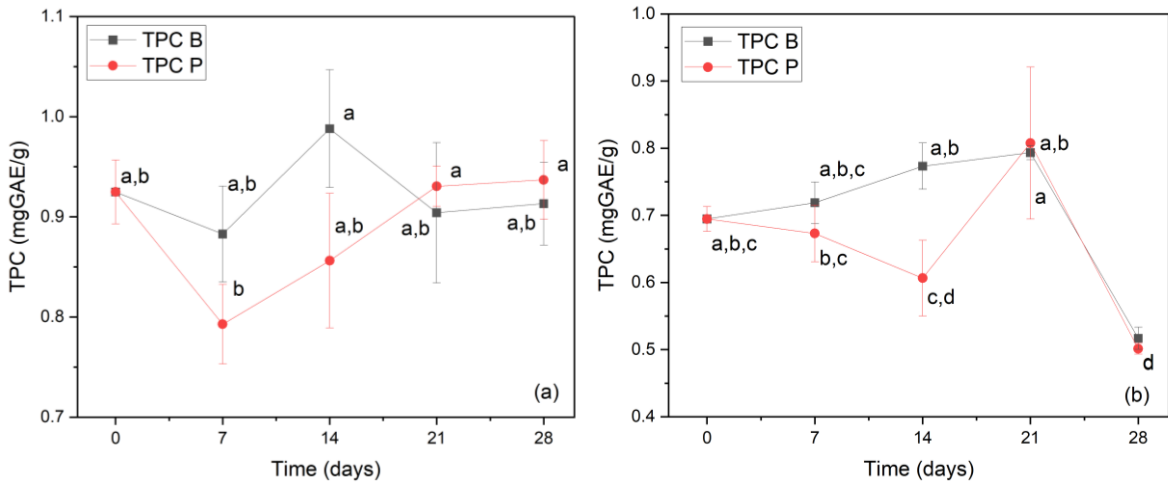 1.1
1.0
0.9
0.8
0.7
TPC (mgGAE/g)
TPC B
TPC P
a,b
a,b
b
a
a,b
a
a,b
a
a,b
(a)
0
7
14
21
28
Time (days)
1.0
0.9
0.8
0.7
0.6
0.5
0.4
TPC (mgGAE/g)
TPC B
TPC P
a,b,c
a,b,c
b,c
a,b
c,d
a,b
a
d
(b)
0
7
14
21
28
Time (days)